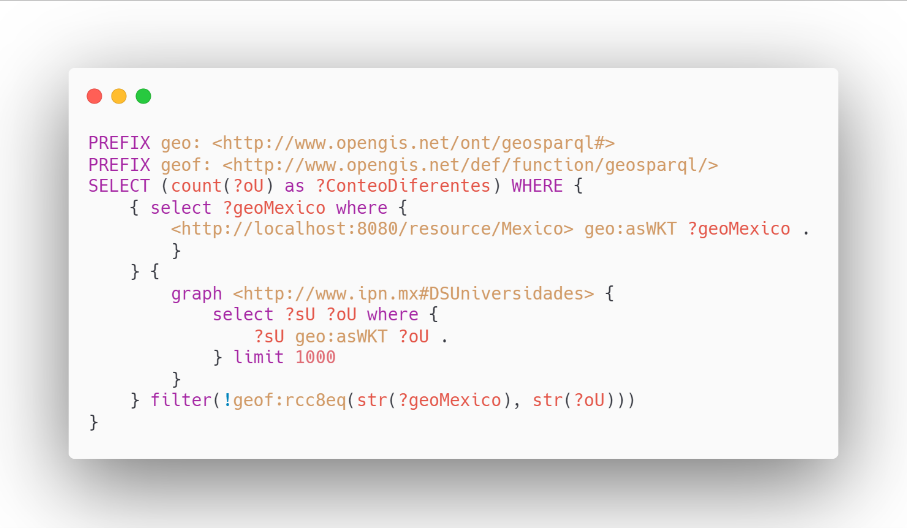 PREFIX geo: <http://www.opengis.net/ont/geosparql#>
PREFIX geof: <http://www.opengis.net/def/function/geosparql/>
SELECT (count(?oU) as ?ConteoDiferentes) WHERE {
    { select ?geoMexico where {
        <http://localhost:8080/resource/Mexico> geo:asWKT ?geoMexico .
        }
    } {
        graph <http://www.ipn.mx#DSUniversidades> {
            select ?sU ?oU where {
                ?sU geo:asWKT ?oU .
            } limit 1000
        }
    } filter(!geof:rcc8eq(str(?geoMexico), str(?oU)))
}